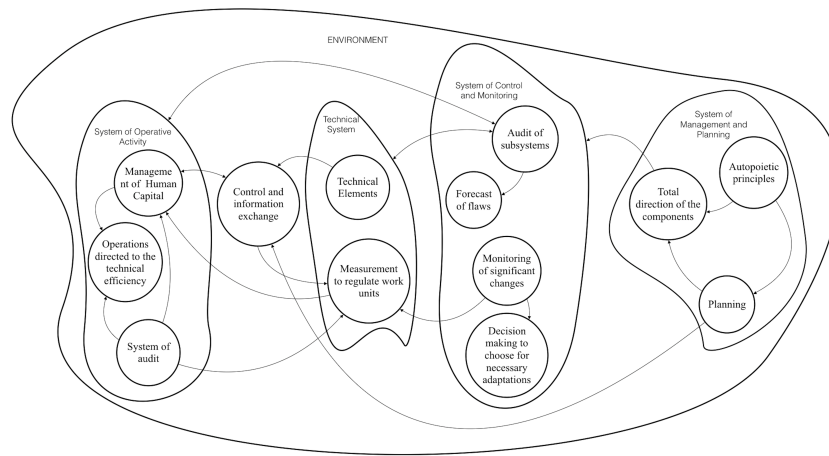 ENVIRONMENT
System of Operative
Activity
Manageme
nt of Human
Capital
Operations
directed to the
technical
efficiency
System of
audit
Control and
information
exchange
Technical
System
Technical
Elements
Measurement
to regulate work
units
System of Control
and Monitoring
Audit of
subsystems
Forecast
of flaws
Monitoring
of significant
changes
Decision
making to
choose for
necessary
adaptations
System of
Management and
Planning
Autopoietic
principles
Total
direction of the
components
Planning